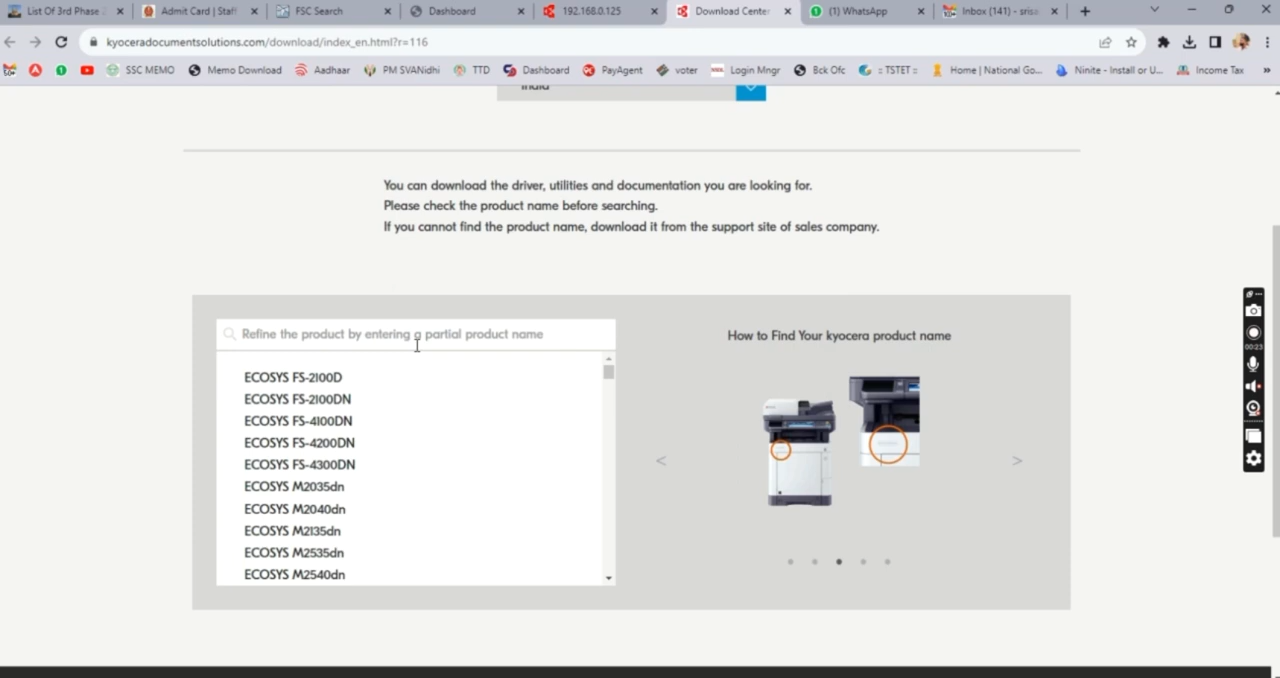 List Of 3rd Phase
Admit Card | Staff
FSC Search
Dashboard
192.168.0.125
Download Center
(1) WhatsApp
Inbox (141) - srisa
kyoceradocumentsolutions.com/download/index_en.html?r=116
SSC MEMO
Memo Download
Aadhaar
PM SVANidhi
TTD
Dashboard
PayAgent
voter
Login Mngr
Bck Ofc
:: TSTET ::
Home | National Go...
Ninite - Install or U...
Income Tax
India
You can download the driver, utilities and documentation you are looking for.
Please check the product name before searching.
If you cannot find the product name, download it from the support site of sales company.
Refine the product by entering a partial product name
How to Find Your kyocera product name
ECOSYS FS-2100D
ECOSYS FS-2100DN
ECOSYS FS-4100DN
ECOSYS FS-4200DN
ECOSYS FS-4300DN
ECOSYS M2035dn
ECOSYS M2040dn
ECOSYS M2135dn
ECOSYS M2535dn
ECOSYS M2540dn
00:23